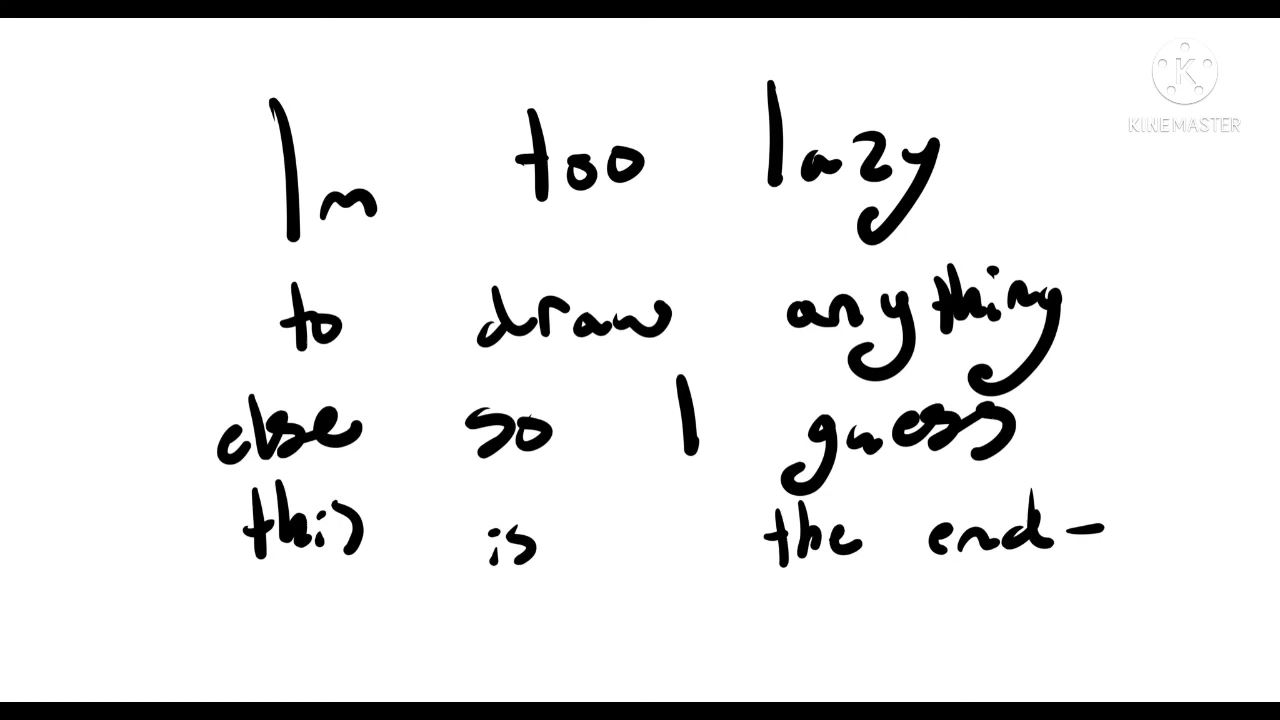 KINEMASTER
Im too lazy
to draw anything
else so I guess
this is the end-